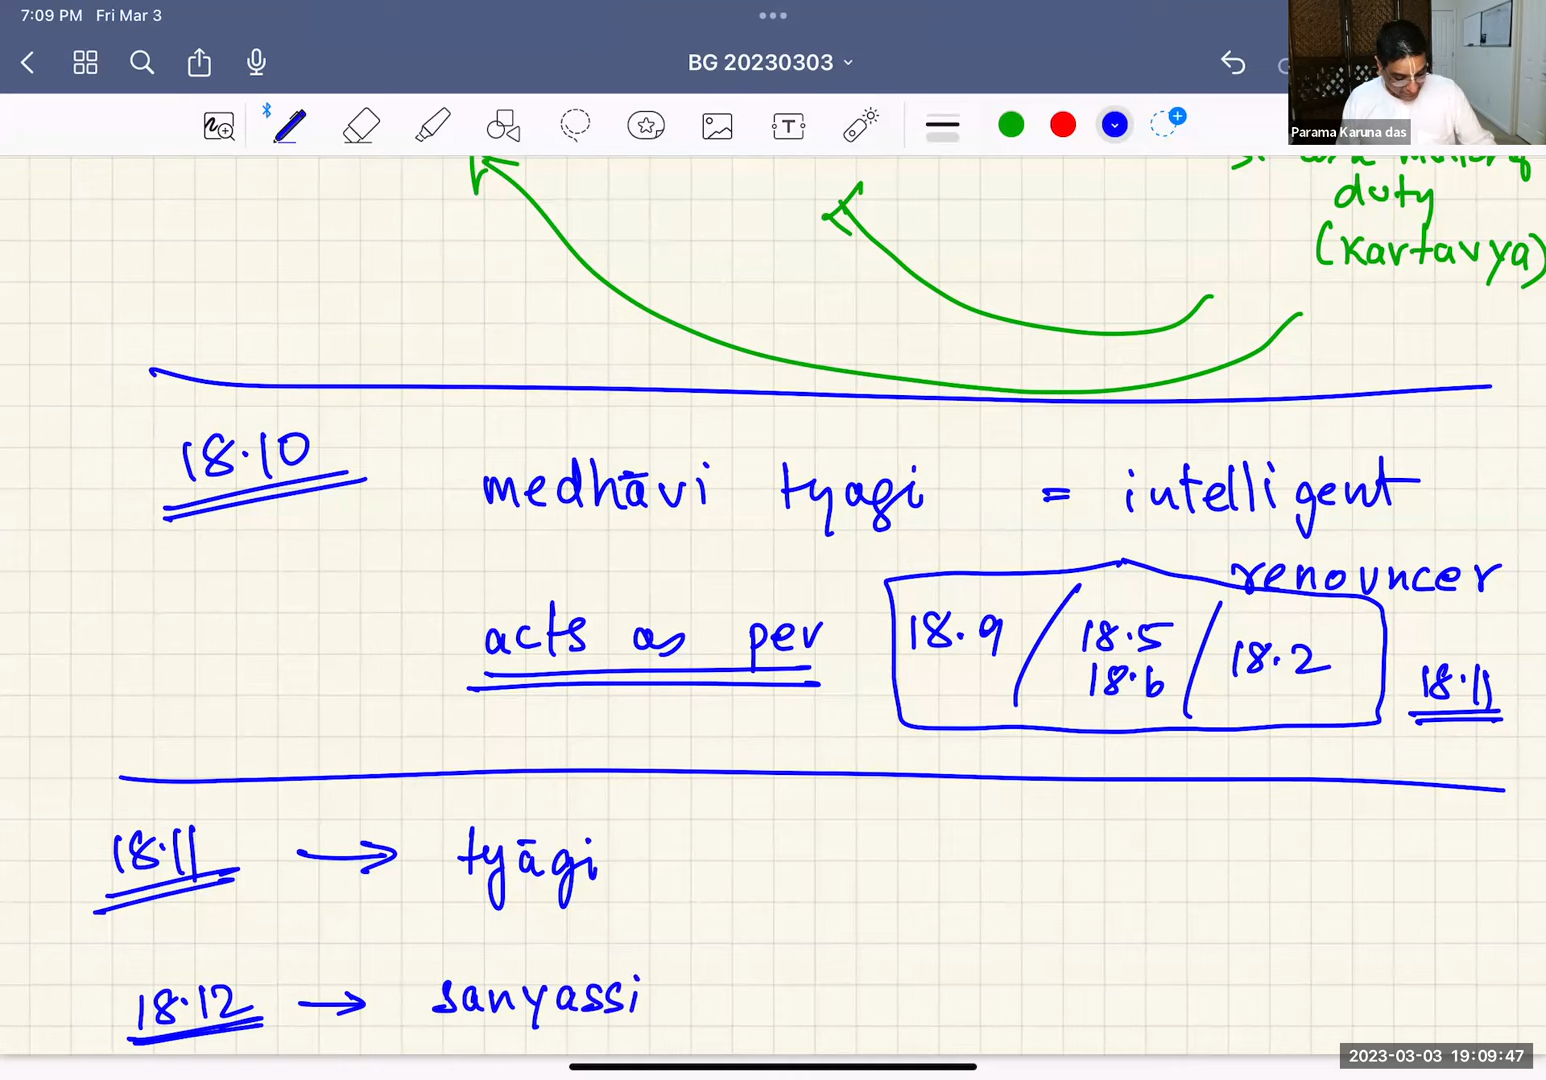 7:09 PM Fri Mar 3
BG 20230303
Parama Karuna das
duty
(Kartavya)
18.10 medhāvi tyagi = intelligent
renouncer
acts as per 18.9 / 18.5 / 18.2
18.6
18.11
18.11 → tyāgi
18.12 → sanyassi
2023-03-03 19:09:47